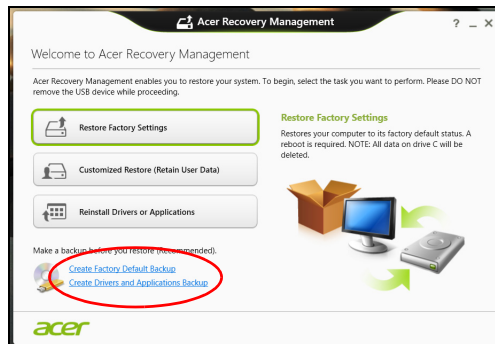 Acer Recovery Management
? _ X
Welcome to Acer Recovery Management
Acer Recovery Management enables you to restore your system. To begin, select the task you want to perform. Please DO NOT
remove the USB device while proceeding.
Restore Factory Settings
Customized Restore (Retain User Data)
Reinstall Drivers or Applications
Restore Factory Settings
Restores your computer to its factory default status. A
reboot is required. NOTE: All data on drive C will be
deleted.
Make a backup before you restore (Recommended).
Create Factory Default Backup
Create Drivers and Applications Backup
acer